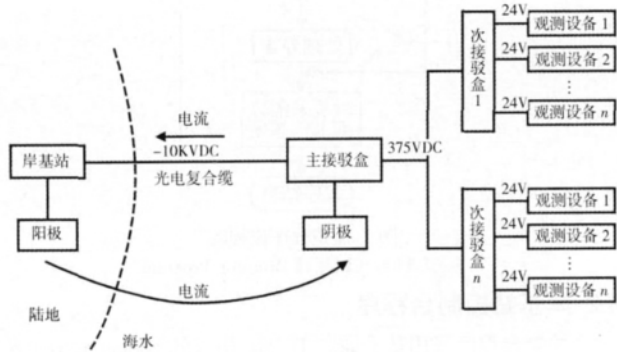 岸基站
阳极
陆地
海水
电流
-10KVDC
光电复合缆
电流
主接驳盒
阴极
375VDC
次接驳盒1
24V
观测设备 1
24V
观测设备 2
⋮
24V
观测设备 n
次接驳盒n
24V
观测设备 1
24V
观测设备 2
⋮
24V
观测设备 n